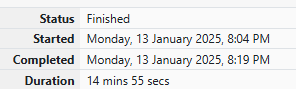 Status Finished
Started Monday, 13 January 2025, 8:04 PM
Completed Monday, 13 January 2025, 8:19 PM
Duration 14 mins 55 secs